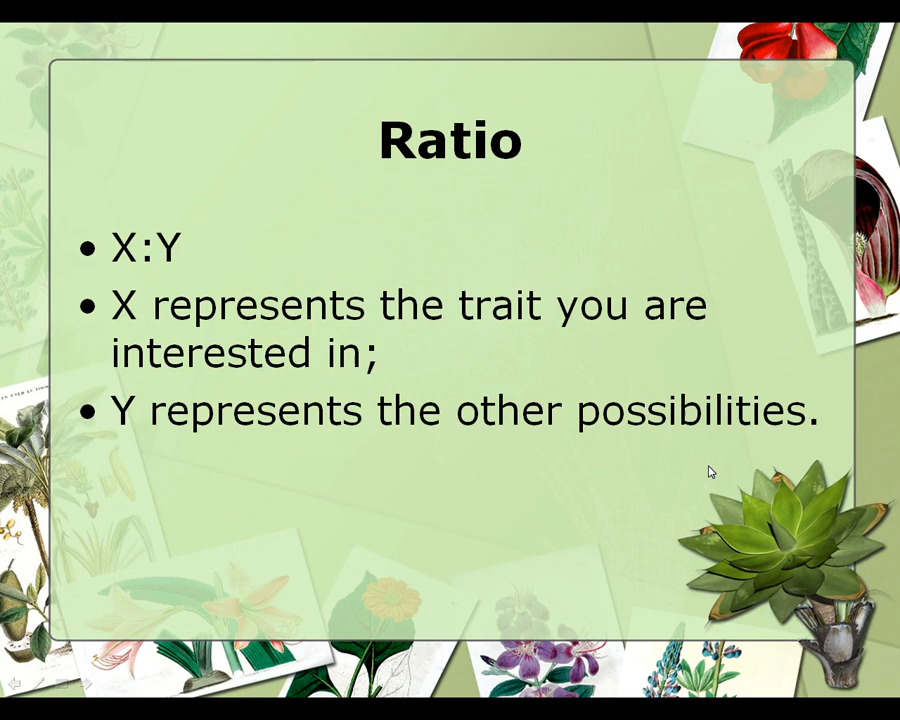 Ratio
• X:Y
• X represents the trait you are
interested in;
• Y represents the other possibilities.